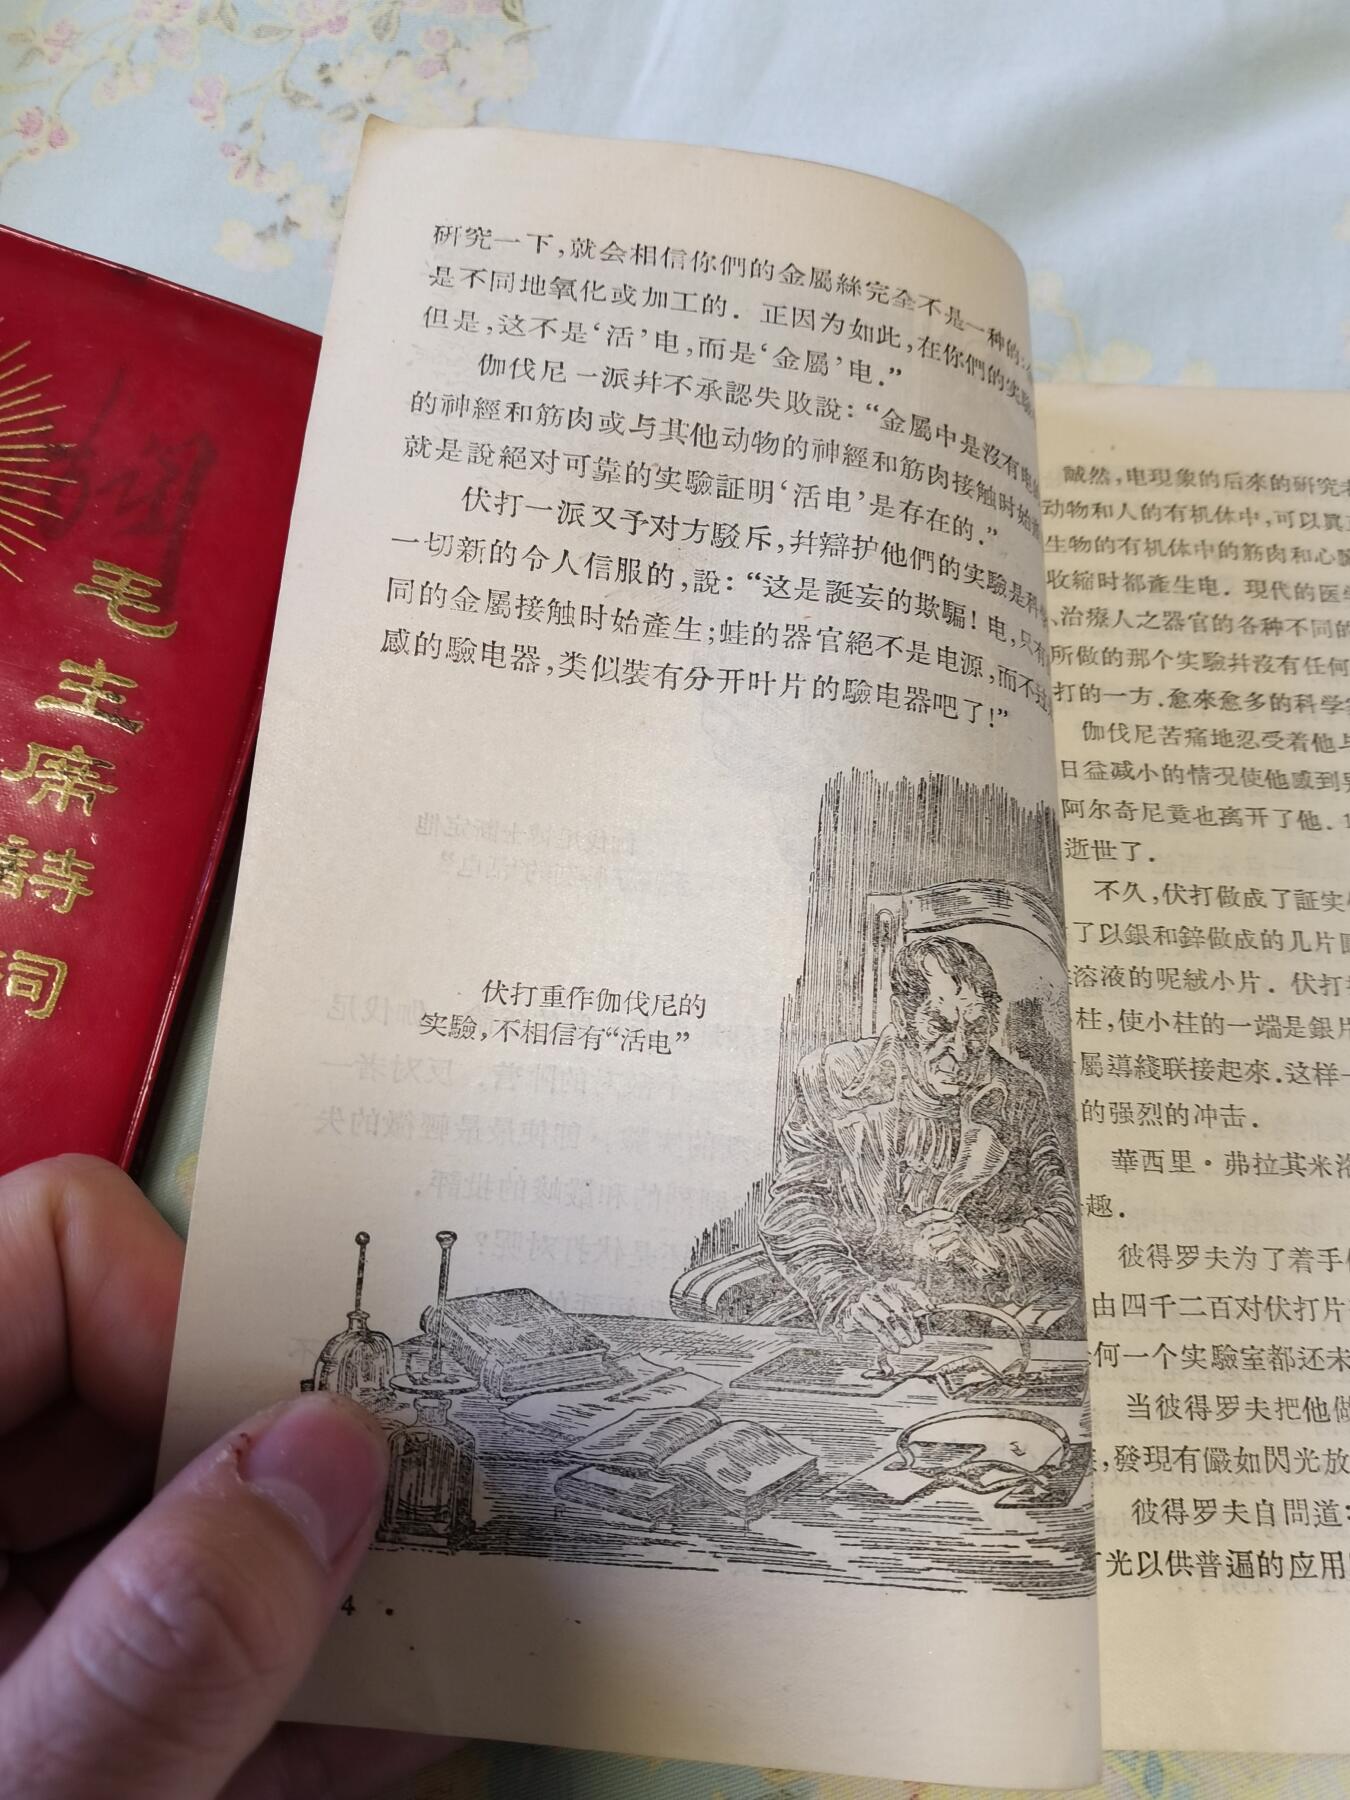 毛
主
席
詩
词
研究一下,就会相信你們的金屬絲完全不是一种的:
是不同地氧化或加工的. 正因为如此,在你們的实驗
但是,这不是‘活’电,而是‘金屬’电.”
伽伐尼一派幷不承認失敗說:“金屬中是沒有电的
的神經和筋肉或与其他动物的神經和筋肉接触时始
就是說絕对可靠的实驗証明‘活电’是存在的.”
伏打一派又予对方駁斥,幷辯护他們的实驗是科
一切新的令人信服的,說:“这是誕妄的欺騙!电,只有
同的金屬接触时始產生;蛙的器官絕不是电源,而不
感的驗电器,类似裝有分开叶片的驗电器吧了!”
伏打重作伽伐尼的
实驗,不相信有“活电”
4
誠然,电現象的后來的研究
动物和人的有机体中,可以異
生物的有机体中的筋肉和心臟
收縮时都產生电. 現代的医
治療人之器官的各种不同的
所做的那个实驗幷沒有任何
打的一方.愈來愈多的科学
伽伐尼苦痛地忍受着他与
日益减小的情况使他感到
阿尔奇尼竟也离开了他.
逝世了.
不久,伏打做成了証实
了以銀和鋅做成的几片
溶液的呢絨小片. 伏打
柱,使小柱的一端是銀片
屬導綫联接起來.这样
的强烈的冲击.
華西里·弗拉其米洛
趣.
彼得罗夫为了着手
由四千二百对伏打片
何一个实驗室都还未
当彼得罗夫把他做
,發現有儼如閃光放
彼得罗夫自問道:
光以供普遍的应用